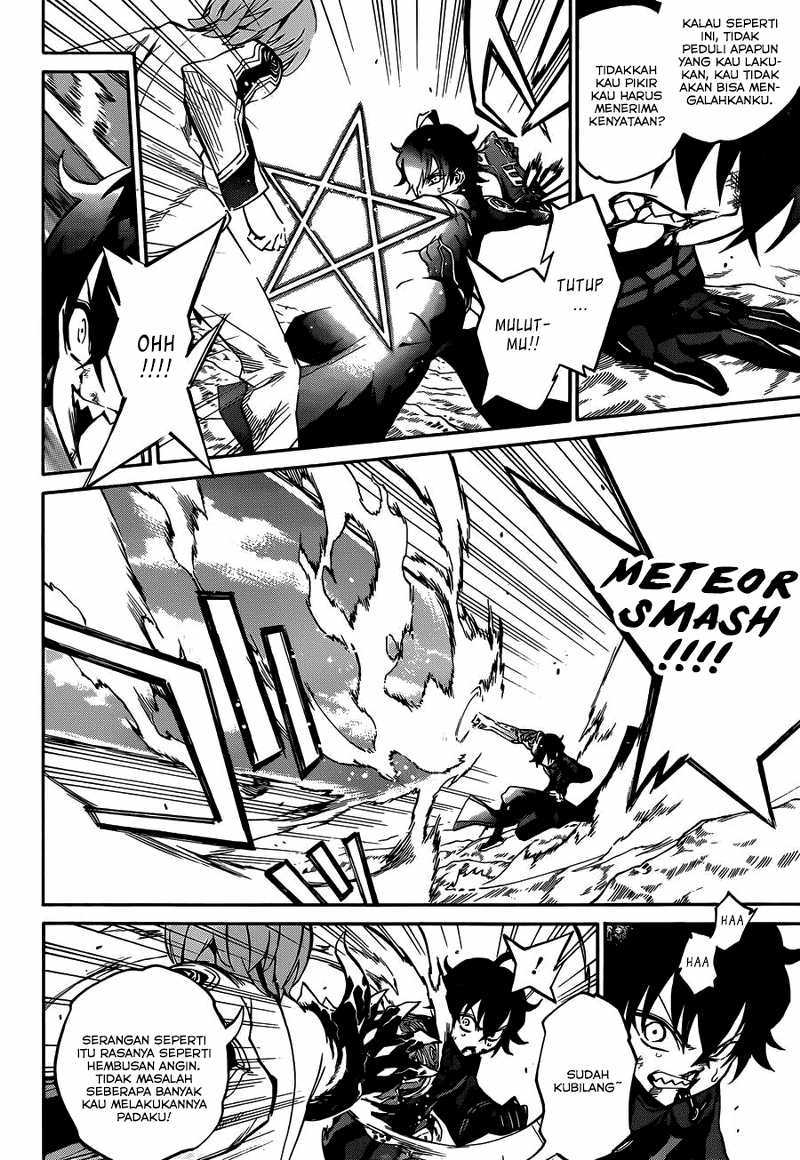 KALAU SEPERTI
INI, TIDAK
PEDULI APAPUN
YANG KAU LAKU-
KAN, KAU TIDAK
AKAN BISA MEN-
GALAHKANKU.
TIDAKKAH
KAU PIKIR
KAU HARUS
MENERIMA
KENYATAAN?
TUTUP
...
MULUT-
MU!!
OHH
!!!!
METEOR
SMASH
!!!!
HAA
HAA
SUDAH
KUBILANG~
!
SERANGAN SEPERTI
ITU RASANYA SEPERTI
HEMBUSAN ANGIN.
TIDAK MASALAH
SEBERAPA BANYAK
KAU MELAKUKANNYA
PADAKU!